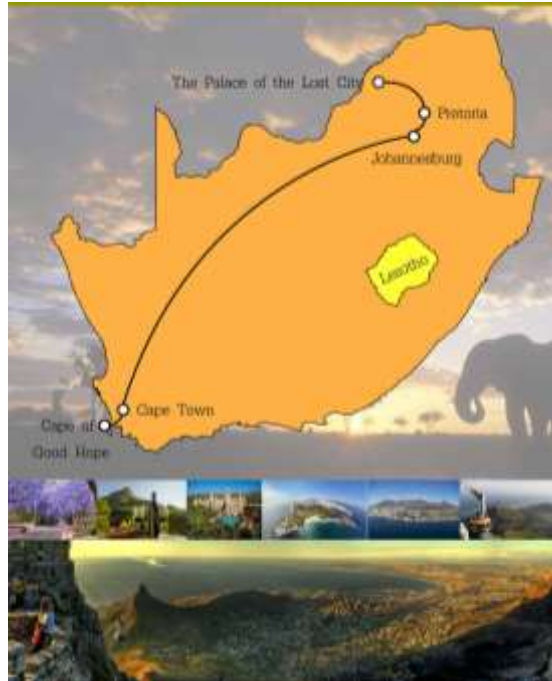 The Palace of the Lost City
Pretoria
Johannesburg
Lesotho
Cape Town
Cape of
Good Hope